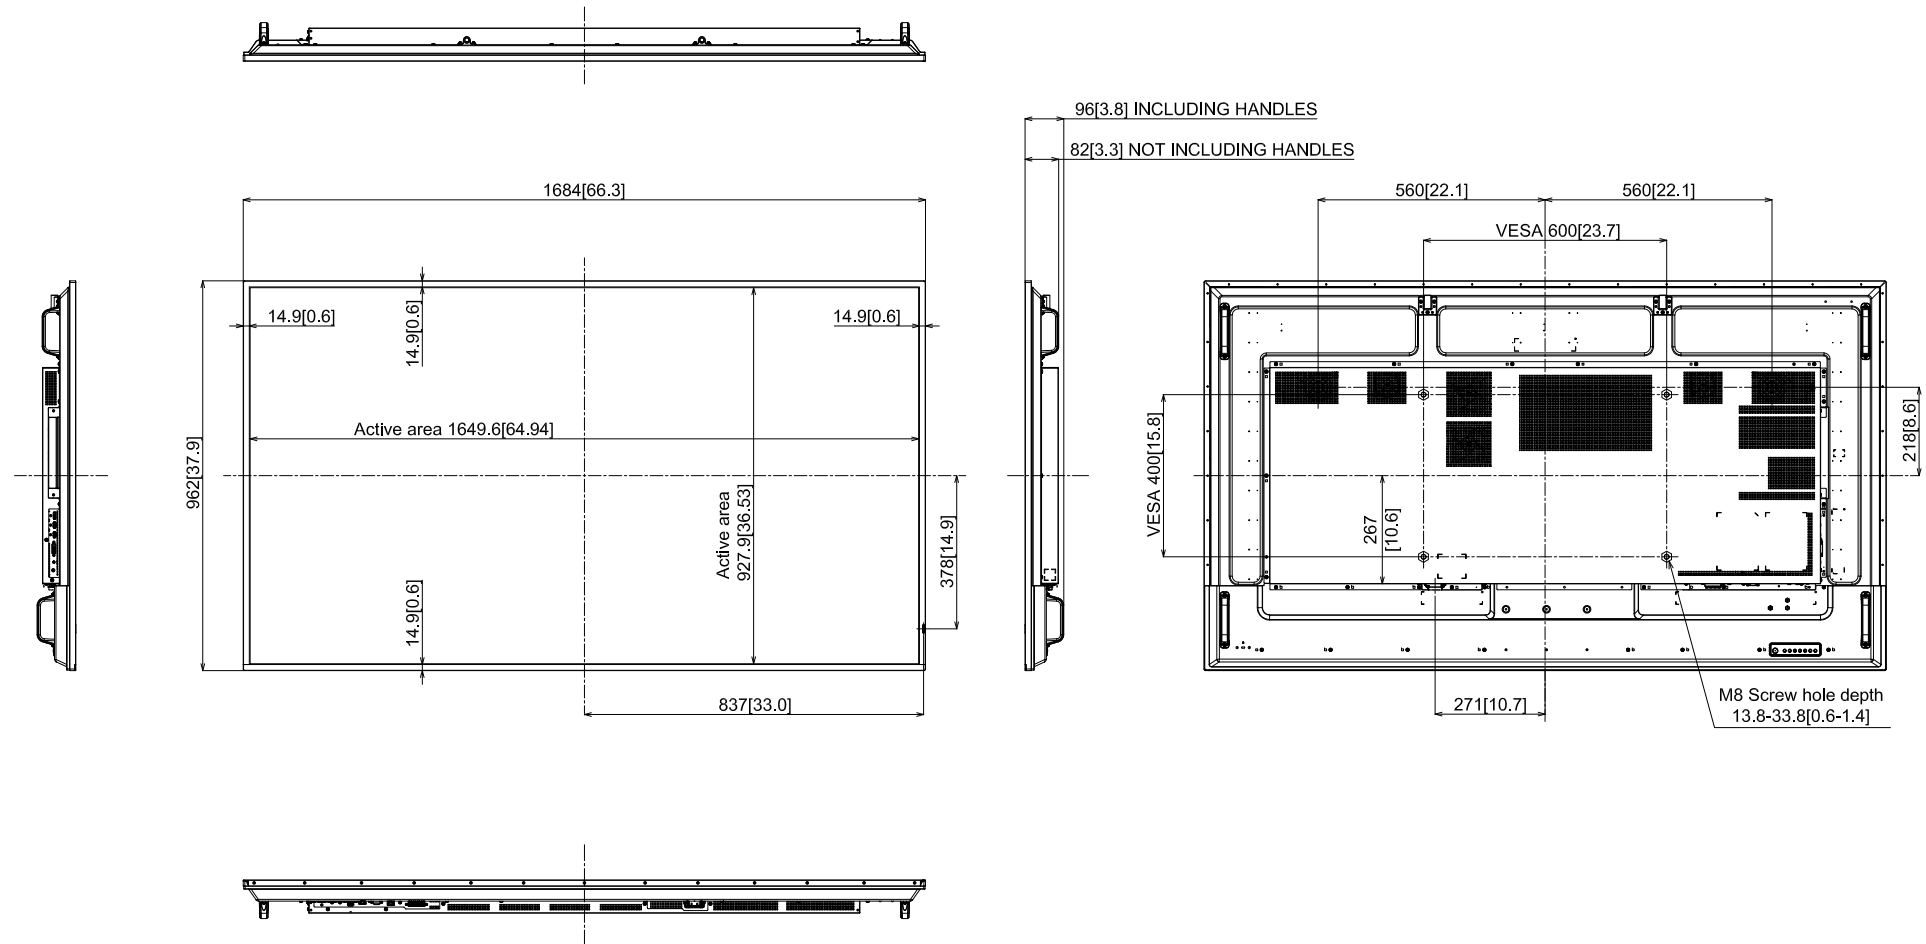 96[3.8] INCLUDING HANDLES
82[3.3] NOT INCLUDING HANDLES
1684[66.3]
560[22.1]
560[22.1]
VESA 600[23.7]
14.9[0.6]
14.9[0.6]
14.9[0.6]
Active area 1649.6[64.94]
962[37.9]
Active area
927.9[36.53]
378[14.9]
14.9[0.6]
837[33.0]
VESA 400[15.8]
218[8.6]
267
[10.6]
271[10.7]
M8 Screw hole depth
13.8-33.8[0.6-1.4]